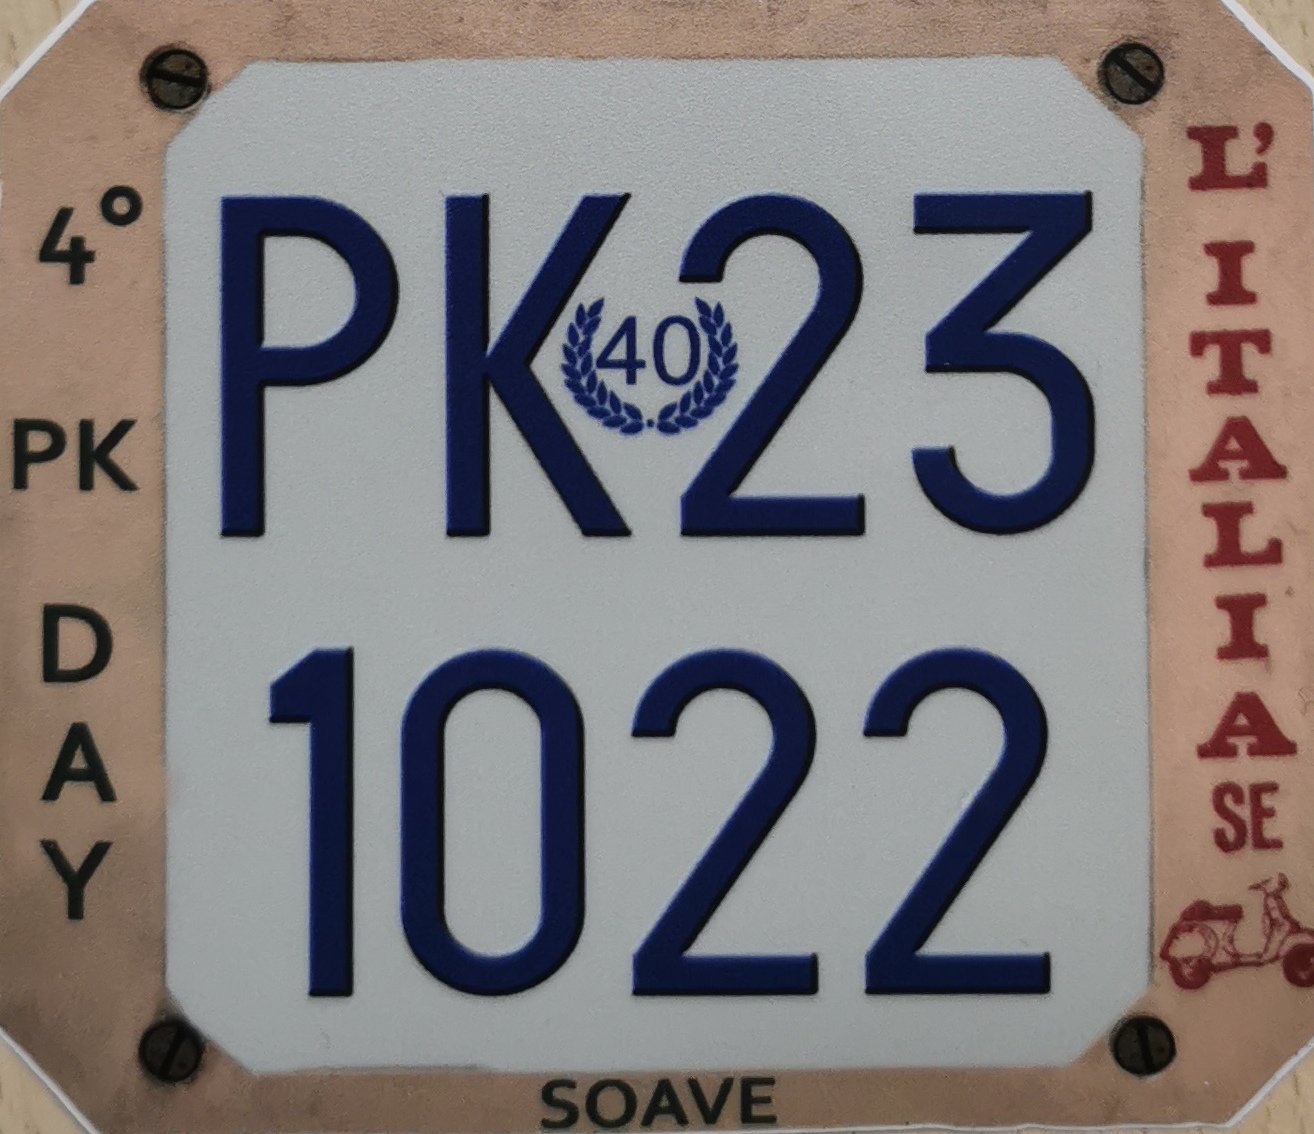 4°
PK
DAY
PK23
40
1022
L'ITALIA
SE
SOAVE